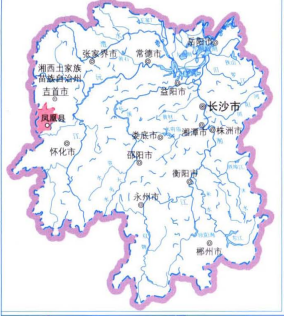 岳阳市
张家界市
常德市
湘西土家族
苗族自治州
吉首市
益阳市
长沙市
凤凰县
湘潭市
株洲市
娄底市
怀化市
邵阳市
衡阳市
永州市
郴州市